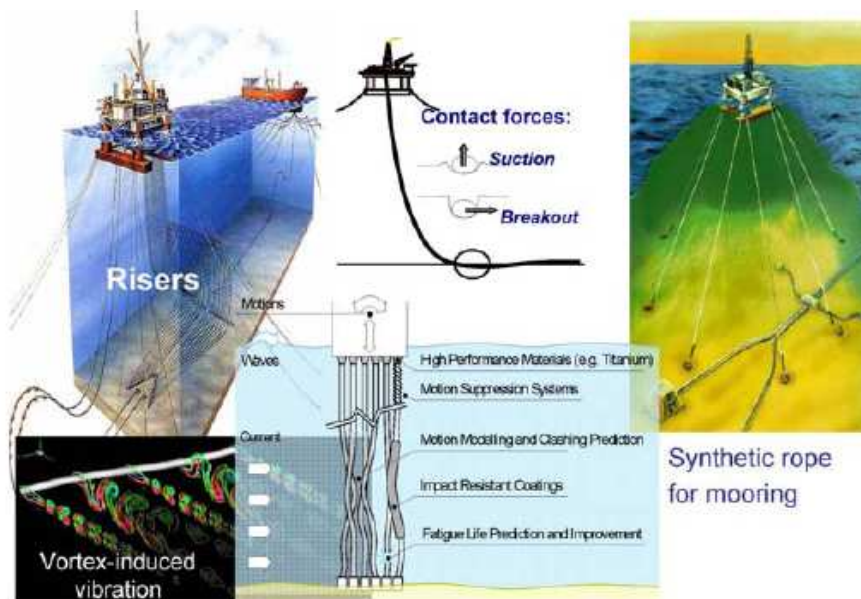 Contact forces:
Suction
Breakout
Risers
Motions
Waves
High Performance Materials (e.g. Titanium)
Motion Suppression Systems
Current
Motion Modelling and Clashing Prediction
Impact Resistant Coatings
Fatigue Life Prediction and Improvement
Vortex-induced
vibration
Synthetic rope
for mooring